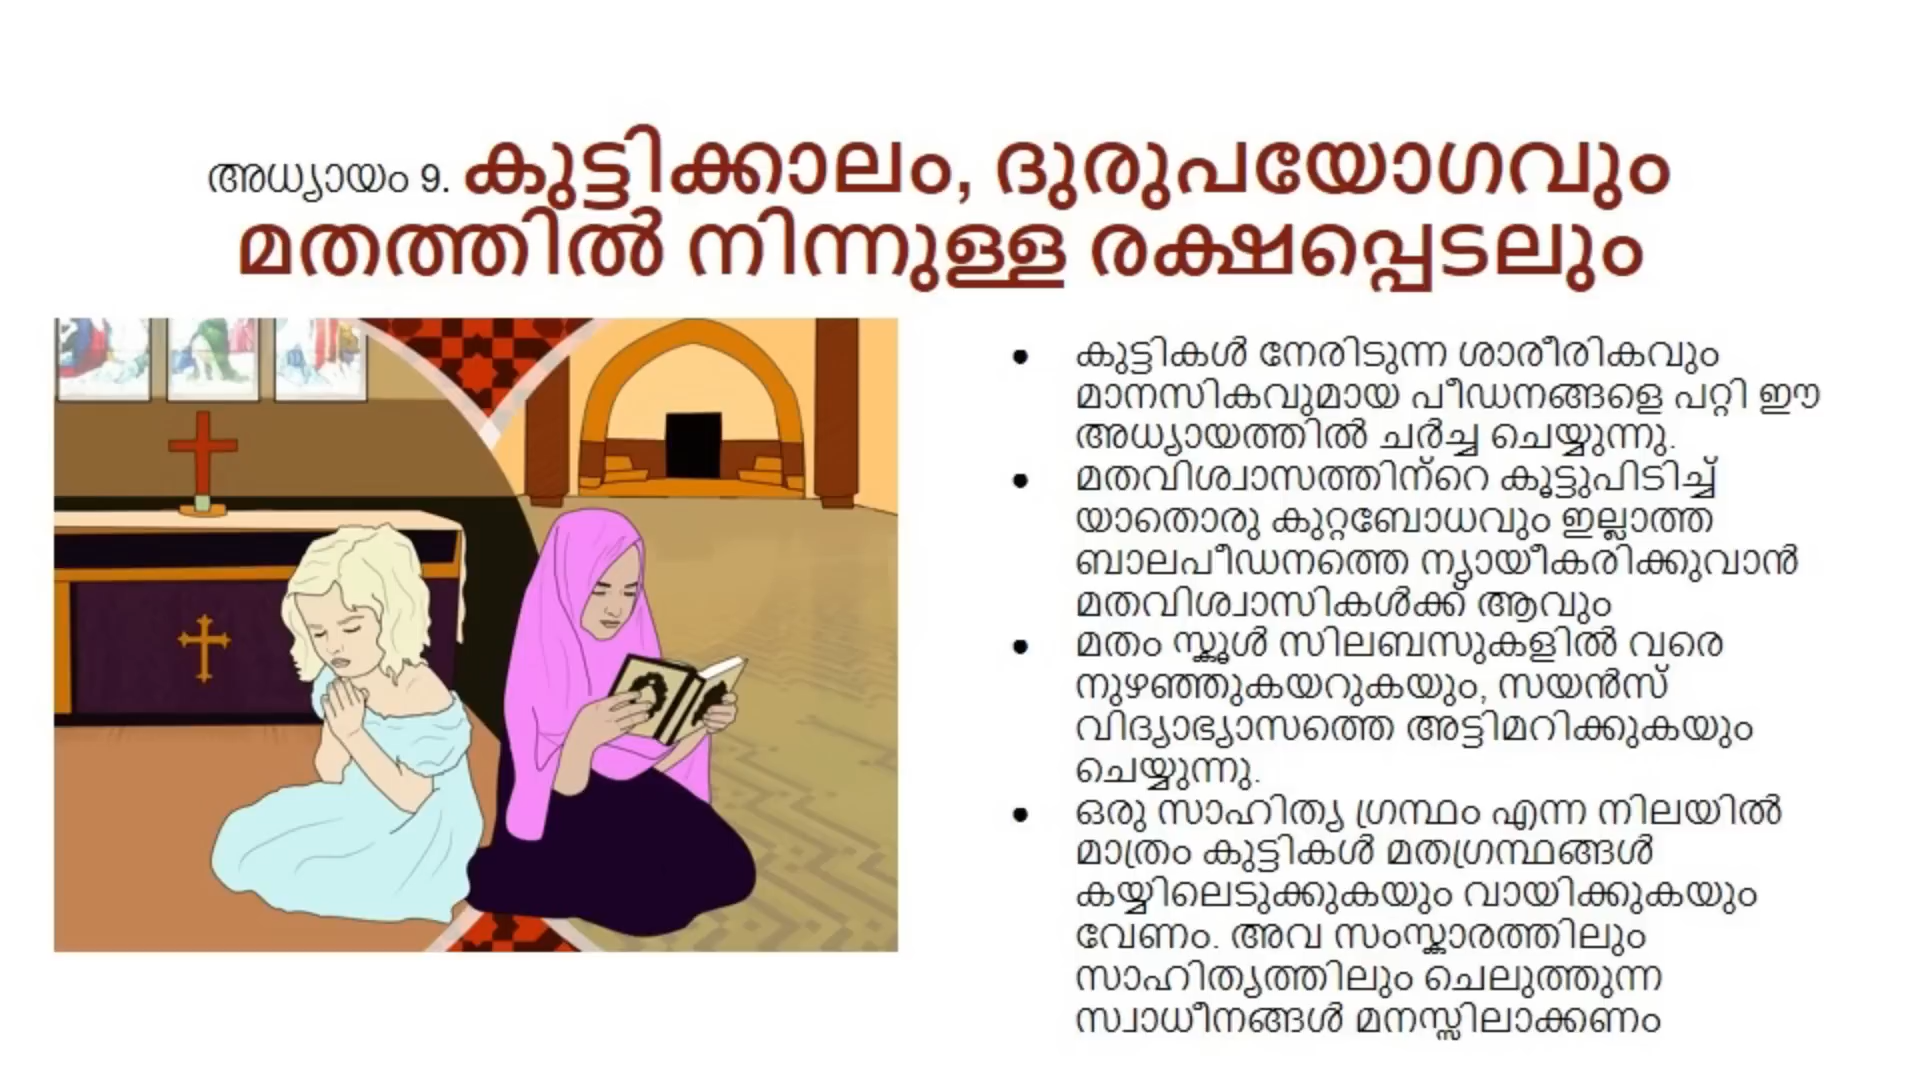 അധ്യായം 9. കുട്ടിക്കാലം, ദുരുപയോഗവും
മതത്തിൽ നിന്നുള്ള രക്ഷപ്പെടലും
● കുട്ടികൾ നേരിടുന്ന ശാരീരികവും
മാനസികവുമായ പീഡനങ്ങളെ പറ്റി ഈ
അധ്യായത്തിൽ ചർച്ച ചെയ്യുന്നു.
● മതവിശ്വാസത്തിന്റെ കൂട്ടുപിടിച്ച്
യാതൊരു കുറ്റബോധവും ഇല്ലാത്ത
ബാലപീഡനത്തെ ന്യായീകരിക്കുവാൻ
മതവിശ്വാസികൾക്ക് ആവും
● മതം സ്കൂൾ സിലബസുകളിൽ വരെ
നുഴഞ്ഞുകയറുകയും, സയൻസ്
വിദ്യാഭ്യാസത്തെ അട്ടിമറിക്കുകയും
ചെയ്യുന്നു.
● ഒരു സാഹിത്യ ഗ്രന്ഥം എന്ന നിലയിൽ
മാത്രം കുട്ടികൾ മതഗ്രന്ഥങ്ങൾ
കയ്യിലെടുക്കുകയും വായിക്കുകയും
വേണം. അവ സംസ്കാരത്തിലും
സാഹിത്യത്തിലും ചെലുത്തുന്ന
സ്വാധീനങ്ങൾ മനസ്സിലാക്കണം